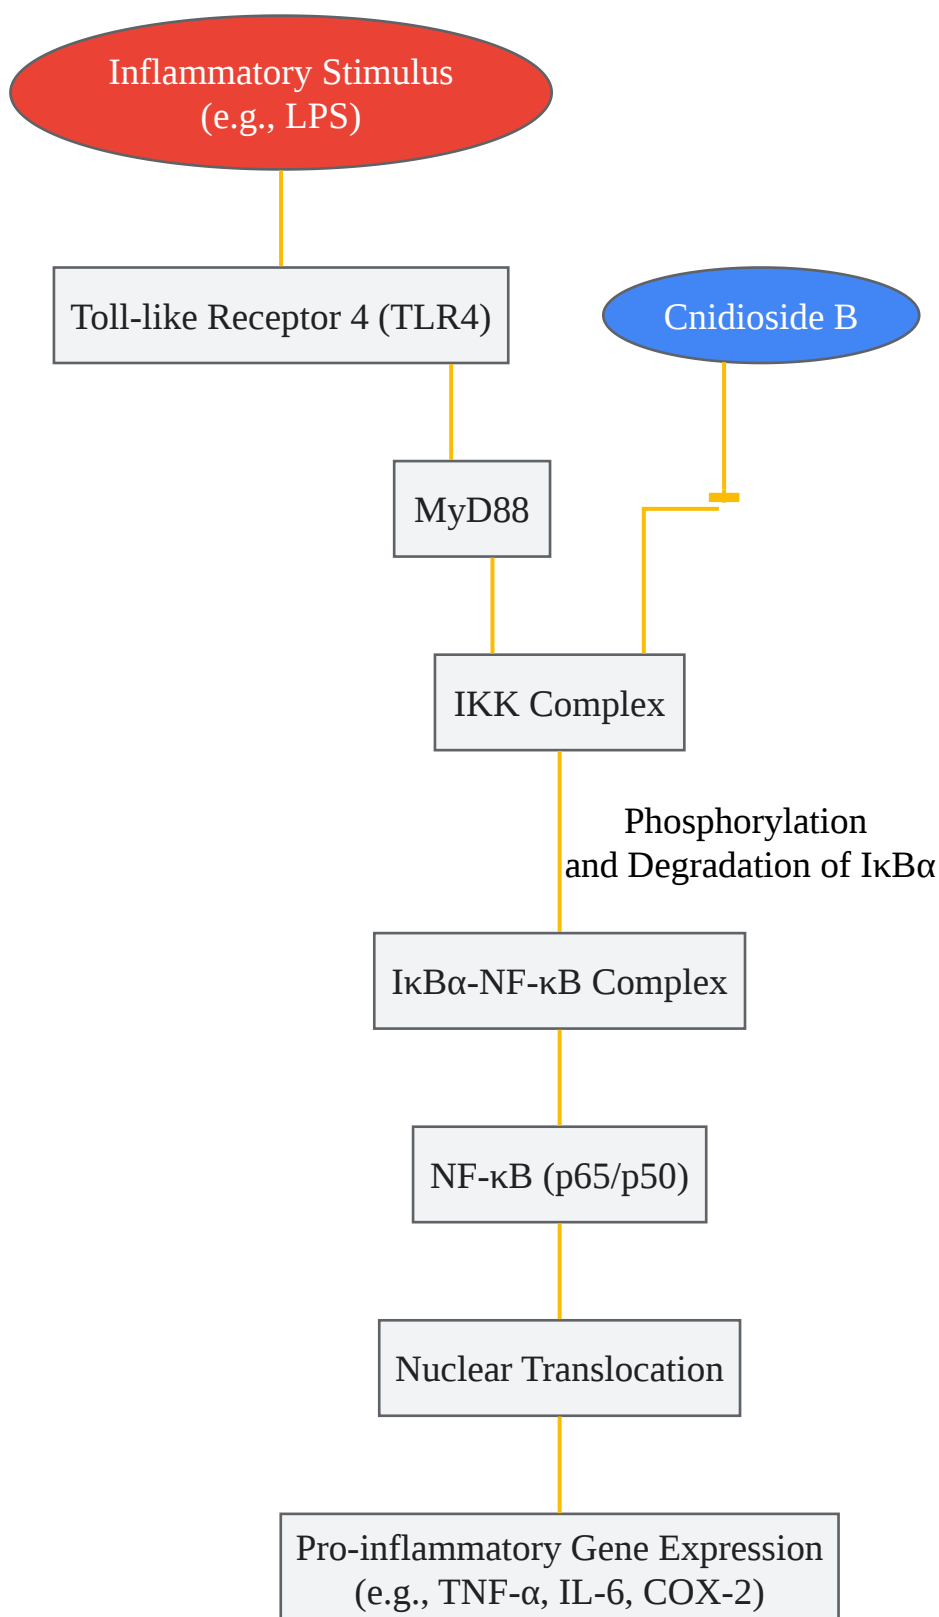 Inflammatory Stimulus
(e.g., LPS)
Toll-like Receptor 4 (TLR4)
Cnidioside B
MyD88
IKK Complex
Phosphorylation
and Degradation of IκBα
IκBα-NF-κB Complex
NF-κB (p65/p50)
Nuclear Translocation
Pro-inflammatory Gene Expression
(e.g., TNF-α, IL-6, COX-2)